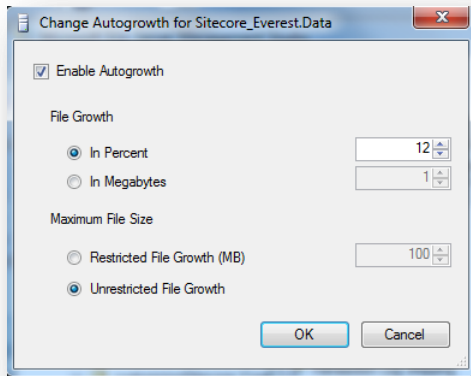 Change Autogrowth for Sitecore_Everest.Data
Enable Autogrowth
File Growth
In Percent 12
In Megabytes 1
Maximum File Size
Restricted File Growth (MB) 100
Unrestricted File Growth
OK Cancel